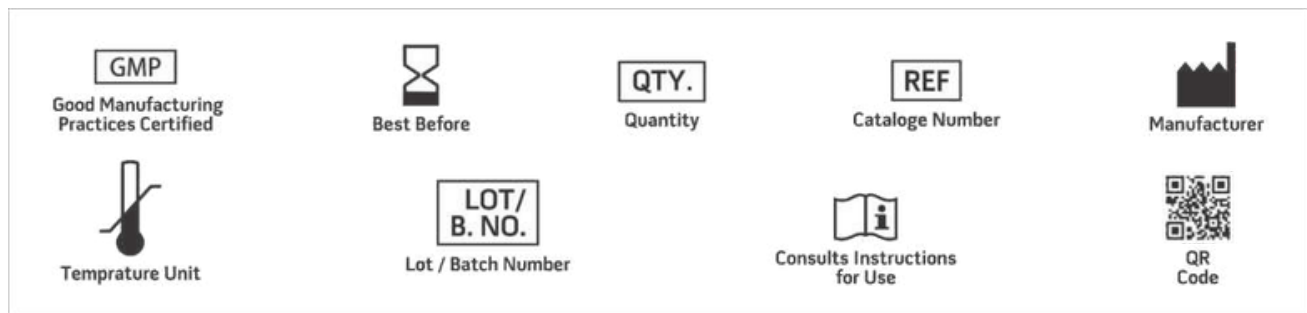 GMP
Good Manufacturing
Practices Certified
Best Before
QTY.
Quantity
REF
Cataloge Number
Manufacturer
Temprature Unit
LOT/
B. NO.
Lot / Batch Number
i
Consults Instructions
for Use
QR
Code